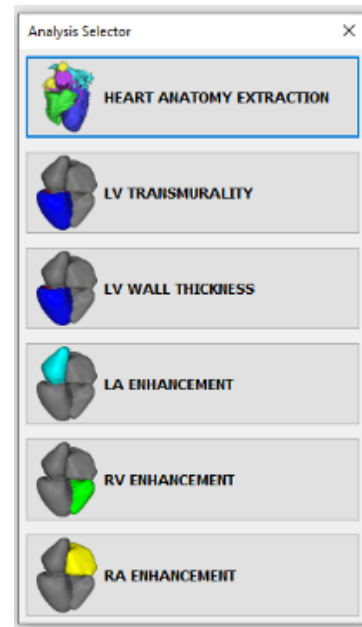 Analysis Selector
HEART ANATOMY EXTRACTION
LV TRANSMURALITY
LV WALL THICKNESS
LA ENHANCEMENT
RV ENHANCEMENT
RA ENHANCEMENT